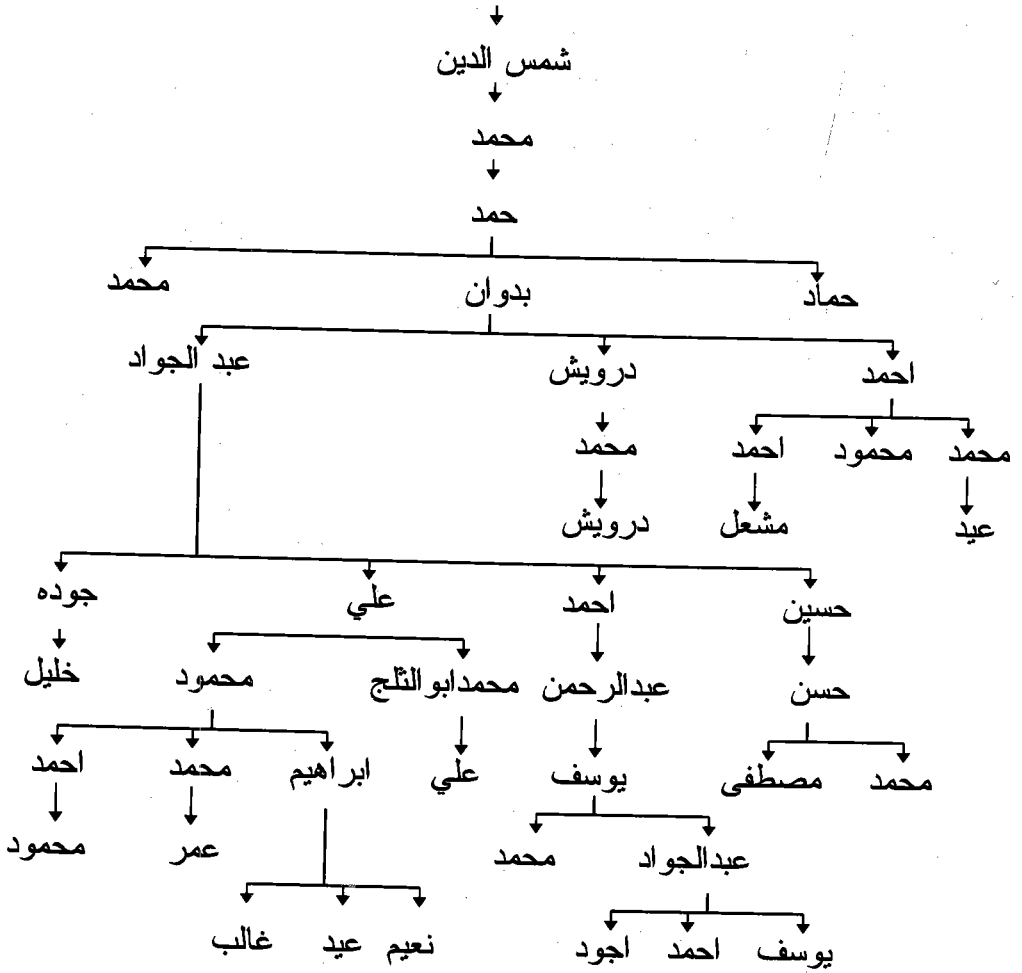 شمس الدين
محمد
حمد
حماد بدوان محمد
احمد درويش عبد الجواد
محمد محمود احمد محمد
عيد مشعل درويش
حسين احمد علي جوده
حسن عبدالرحمن محمدابوالثلج محمود خليل
محمد مصطفى يوسف علي ابراهيم محمد احمد
عبدالجواد محمد عمر محمود
يوسف احمد اجود نعيم عيد غالب